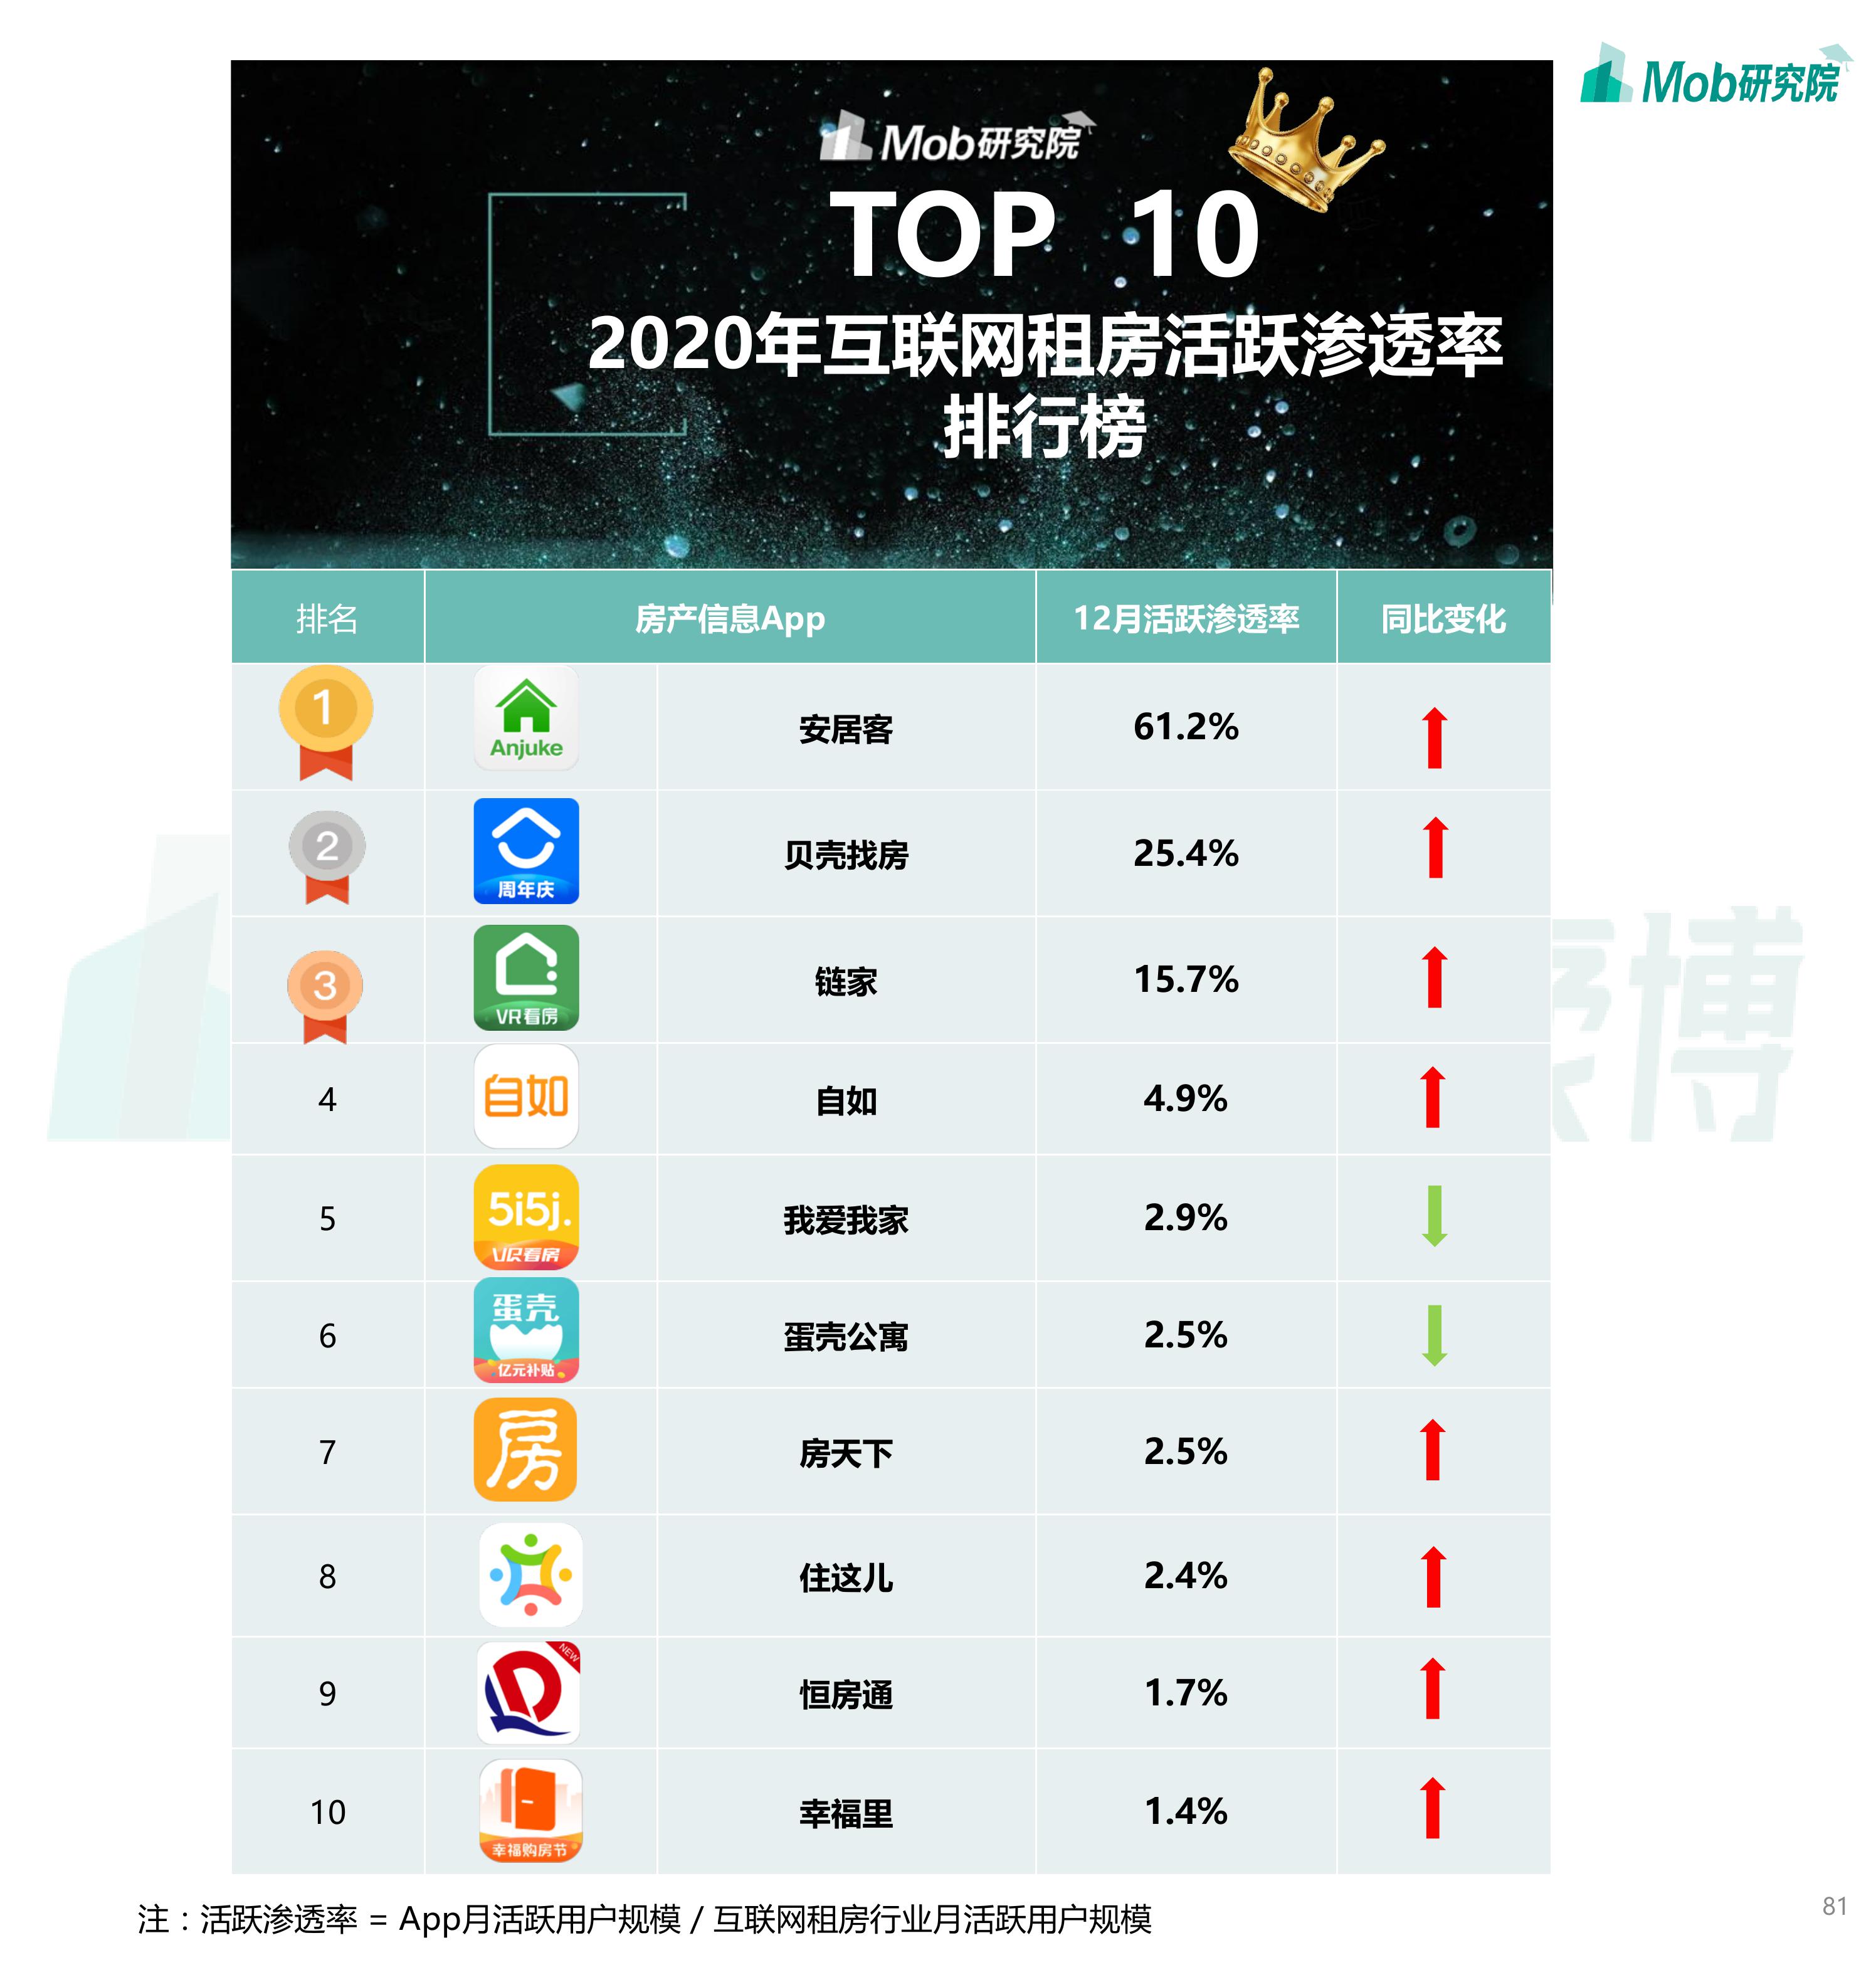 Mob研究院
Mob研究院
TOP 10
2020年互联网租房活跃渗透率
排行榜
排名 房产信息App 12月活跃渗透率 同比变化
1 Anjuke 安居客 61.2%
2 周年庆 贝壳找房 25.4%
3 VR看房 链家 15.7%
4 自如 自如 4.9%
5 5i5j. VR看房 我爱我家 2.9%
6 蛋壳 亿元补贴 蛋壳公寓 2.5%
7 房 房天下 2.5%
8 住这儿 2.4%
9 NEW 恒房通 1.7%
10 幸福购房节 幸福里 1.4%
注：活跃渗透率 = App月活跃用户规模 / 互联网租房行业月活跃用户规模
81
博